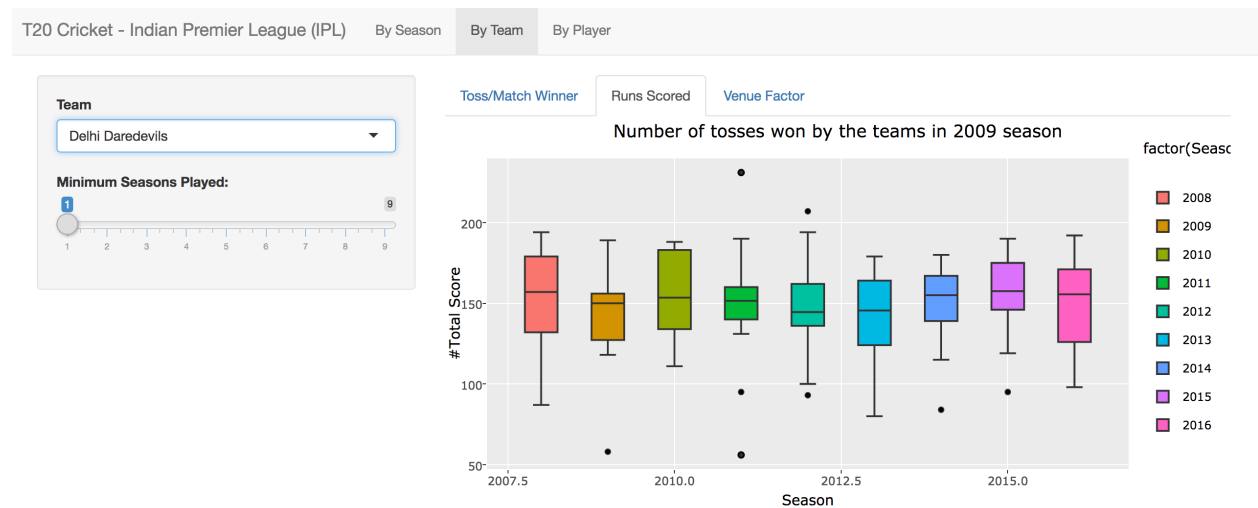 T20 Cricket - Indian Premier League (IPL) By Season By Team By Player
Team
Delhi Daredevils
Minimum Seasons Played:
1 9
1 2 3 4 5 6 7 8 9
Toss/Match Winner Runs Scored Venue Factor
Number of tosses won by the teams in 2009 season
#Total Score
200
150
100
50
2007.5 2010.0 2012.5 2015.0
Season
factor(Seasc
2008
2009
2010
2011
2012
2013
2014
2015
2016